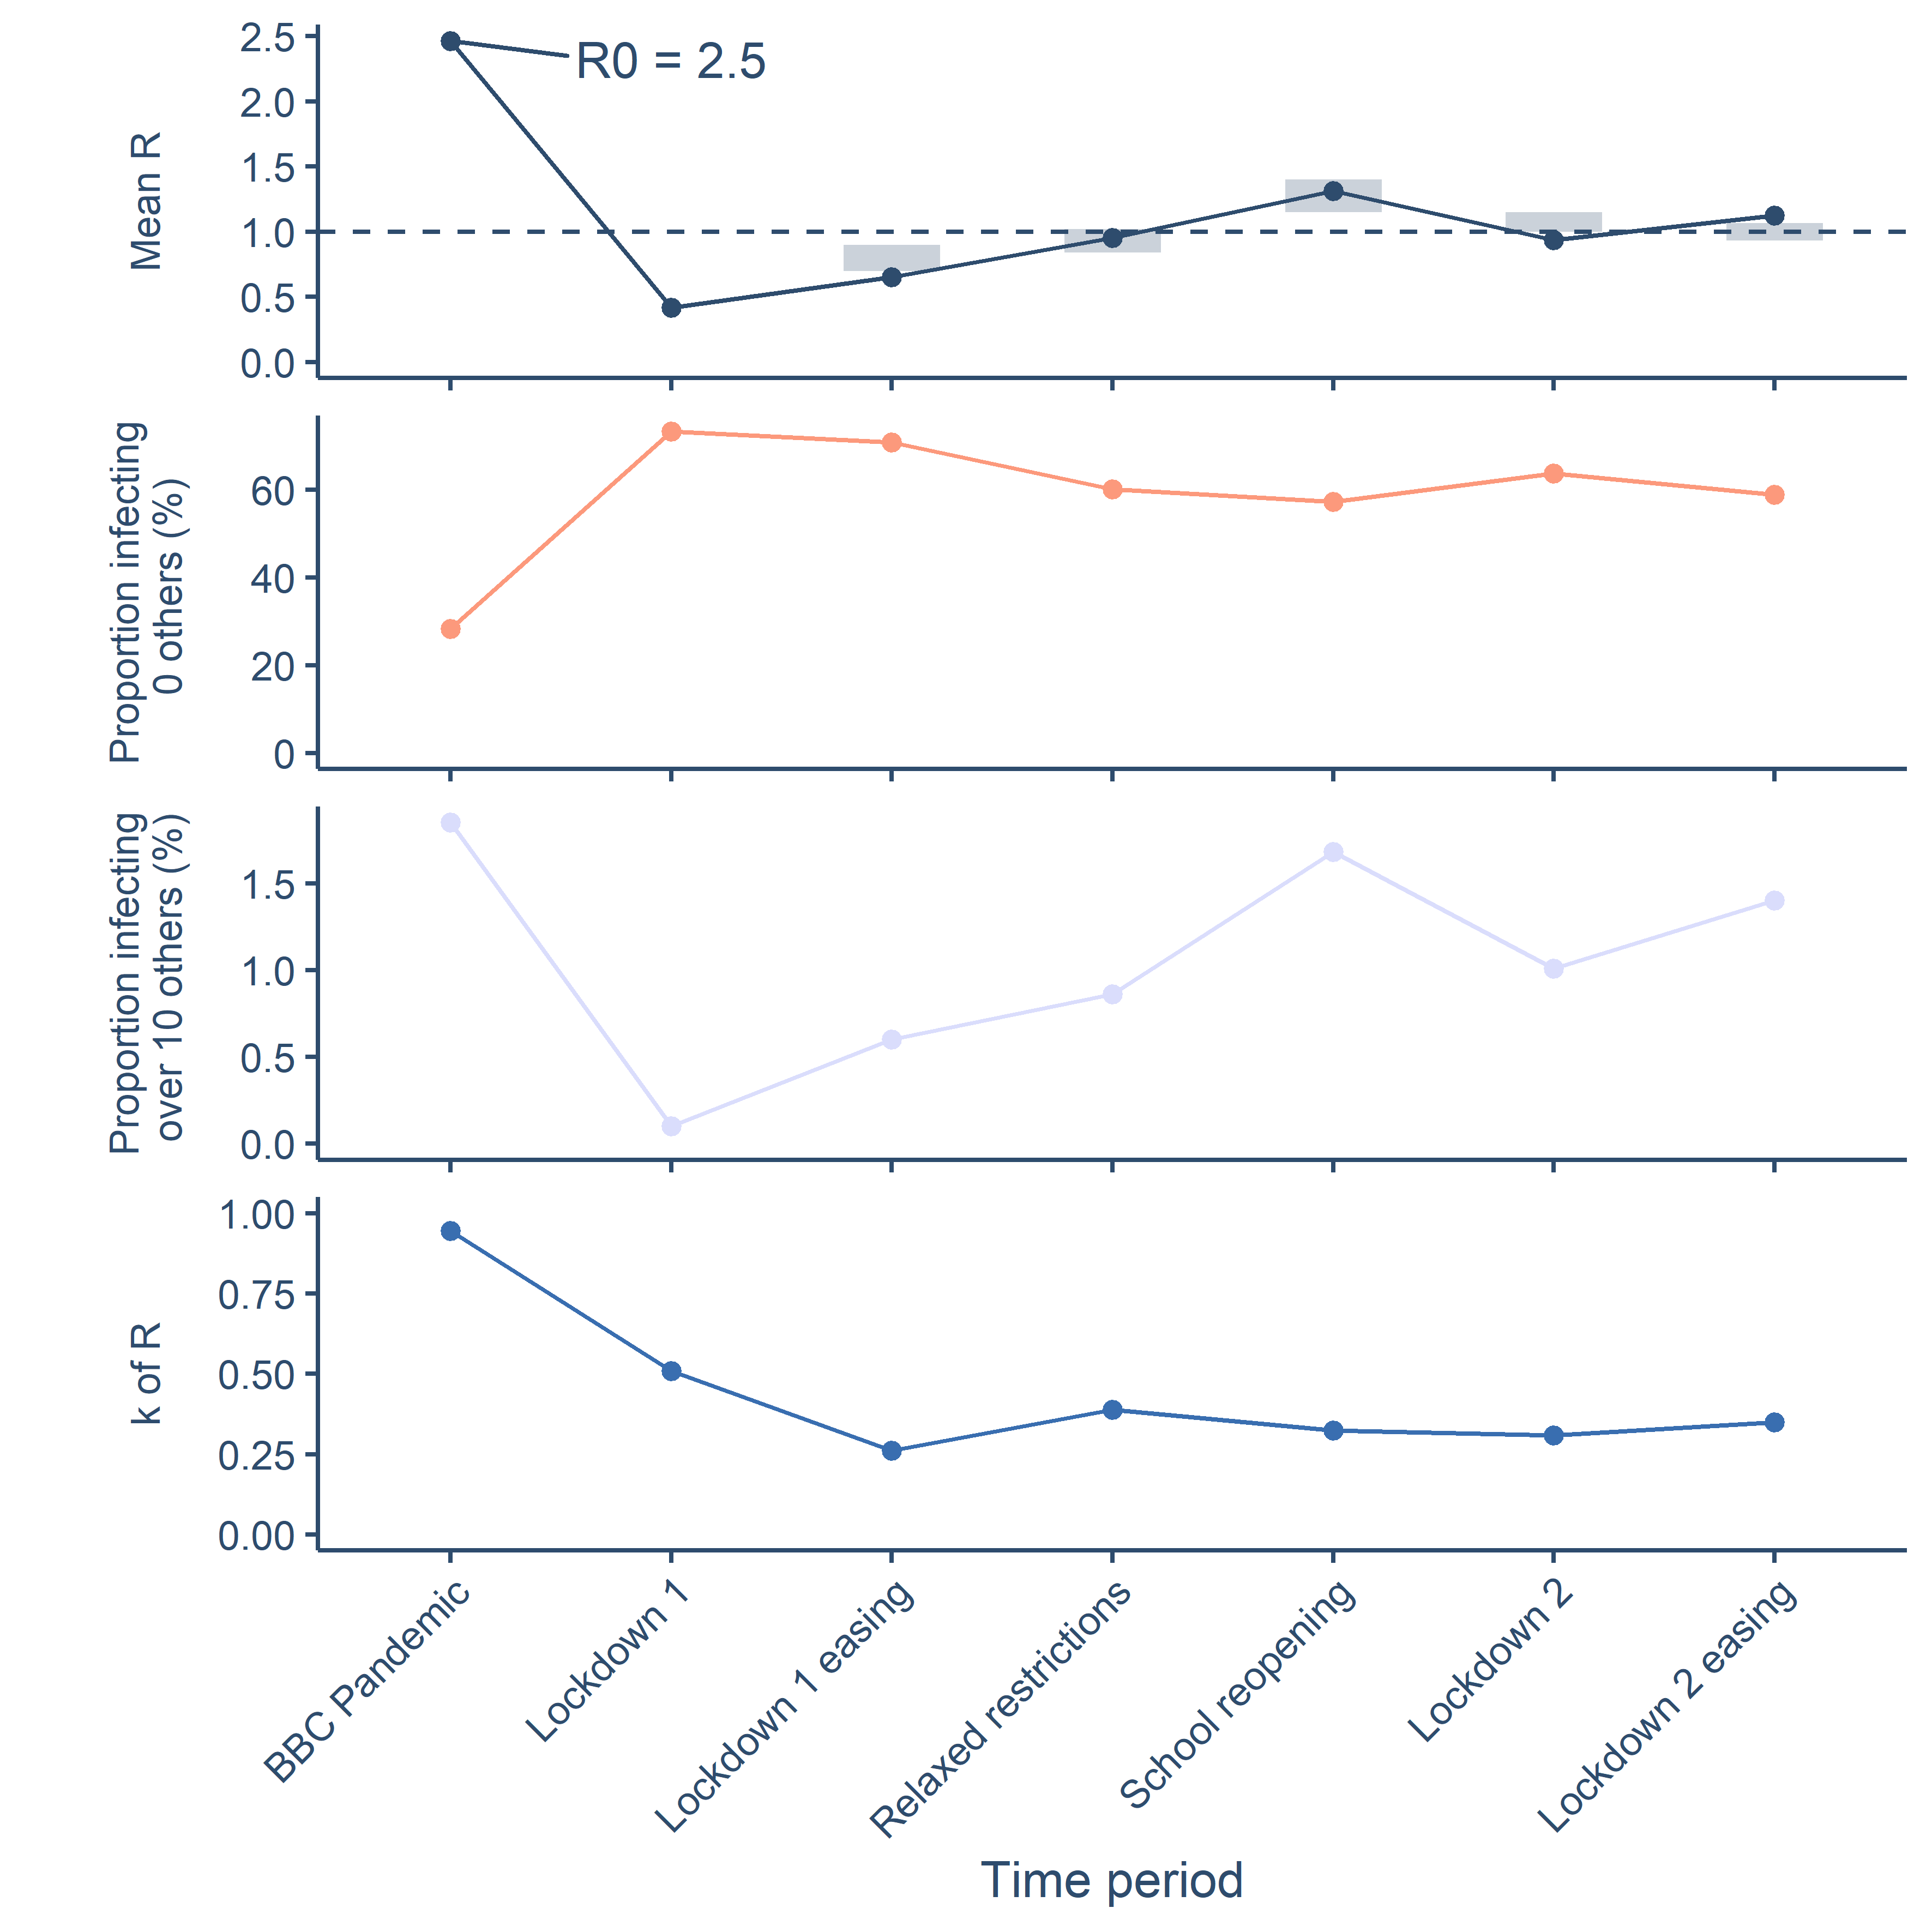 Mean R
2.5
2.0
1.5
1.0
0.5
0.0
R0 = 2.5
Proportion infecting
0 others (%)
60
40
20
0
Proportion infecting
over 10 others (%)
1.5
1.0
0.5
0.0
k of R
1.00
0.75
0.50
0.25
0.00
BBC Pandemic
Lockdown 1
Lockdown 1 easing
Relaxed restrictions
School reopening
Lockdown 2
Lockdown 2 easing
Time period